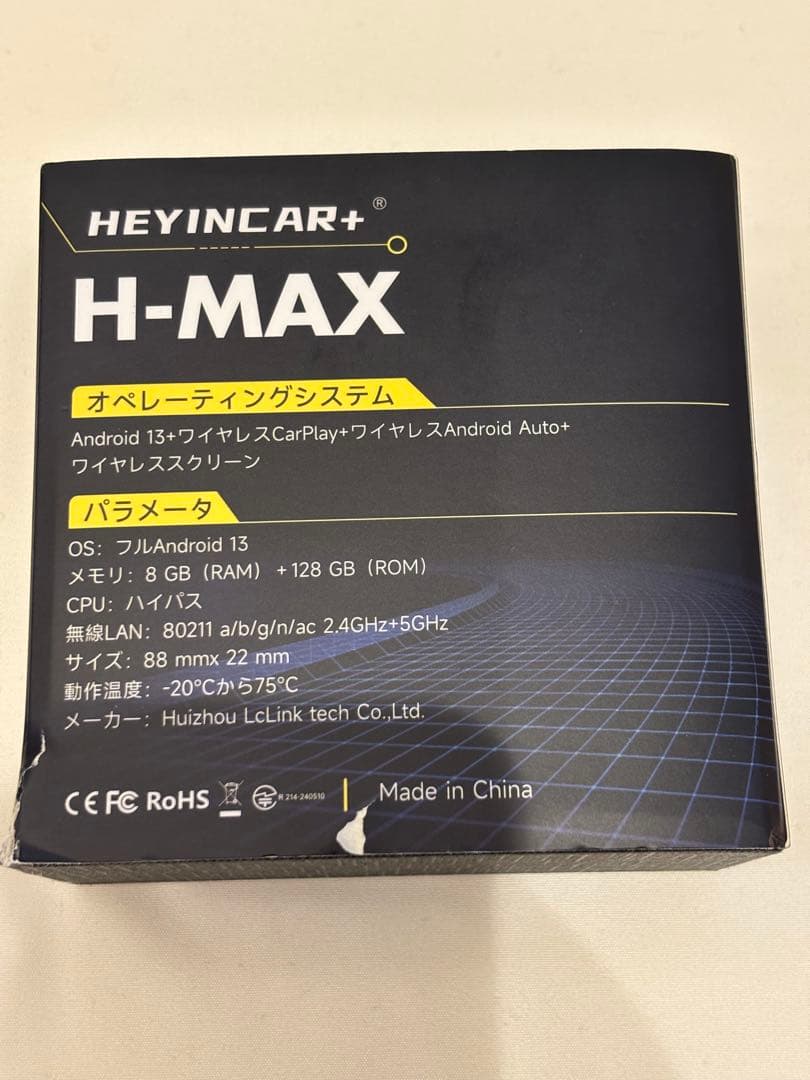 HEYINCAR+®
H-MAX
オペレーティングシステム
Android 13+ワイヤレスCarPlay+ワイヤレスAndroid Auto+
ワイヤレススクリーン
パラメータ
OS: フルAndroid 13
メモリ: 8 GB（RAM）+128 GB（ROM）
CPU: ハイパス
無線LAN: 80211 a/b/g/n/ac 2.4GHz+5GHz
サイズ: 88 mmx 22 mm
動作温度: -20℃から75℃
メーカー: Huizhou LcLink tech Co.,Ltd.
CE FC RoHS R 214-240510 Made in China